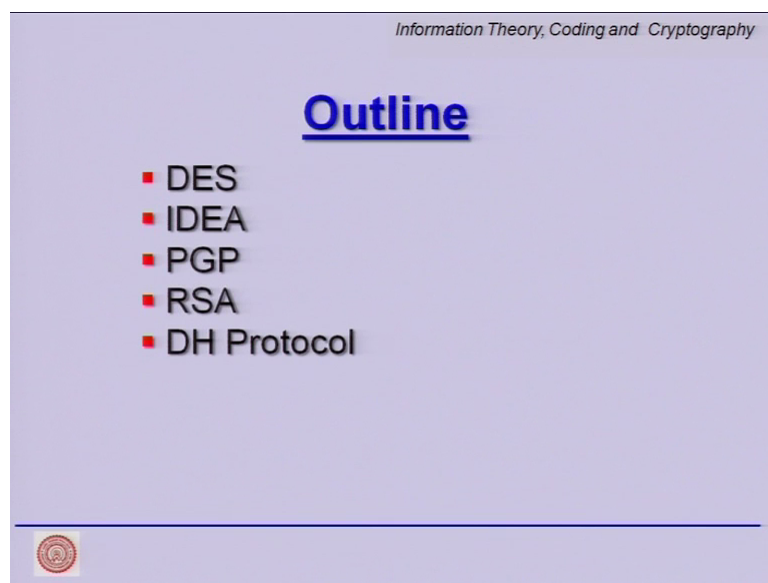 Information Theory, Coding and Cryptography
Outline
DES
IDEA
PGP
RSA
DH Protocol